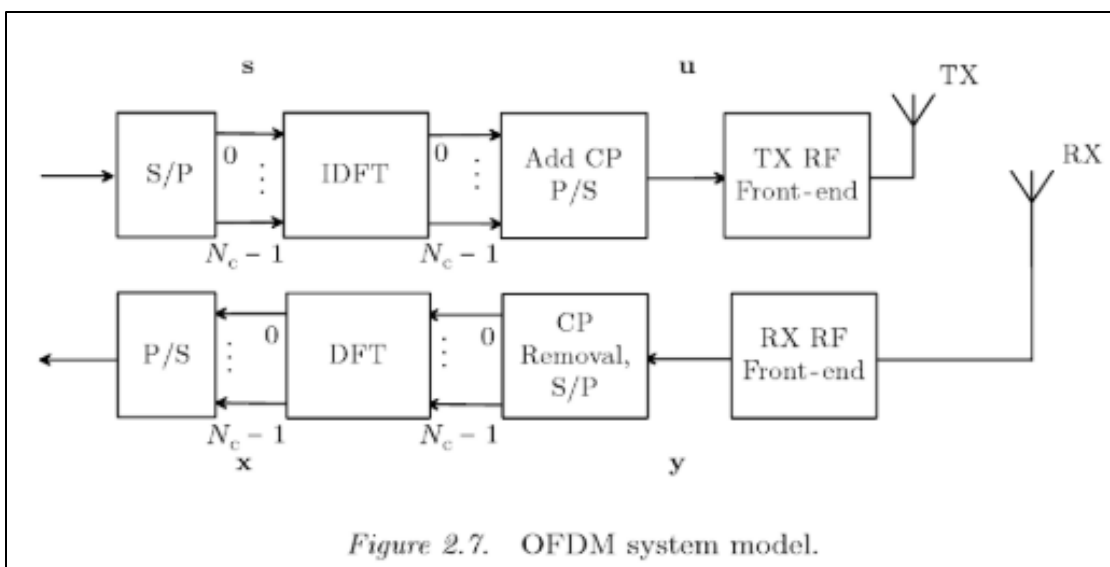 s
u
TX
RX
S/P
0
⋮
N_c − 1
IDFT
0
⋮
N_c − 1
Add CP
P/S
TX RF
Front-end
P/S
0
⋮
N_c − 1
DFT
0
⋮
N_c − 1
CP
Removal,
S/P
RX RF
Front-end
x
y
Figure 2.7. OFDM system model.